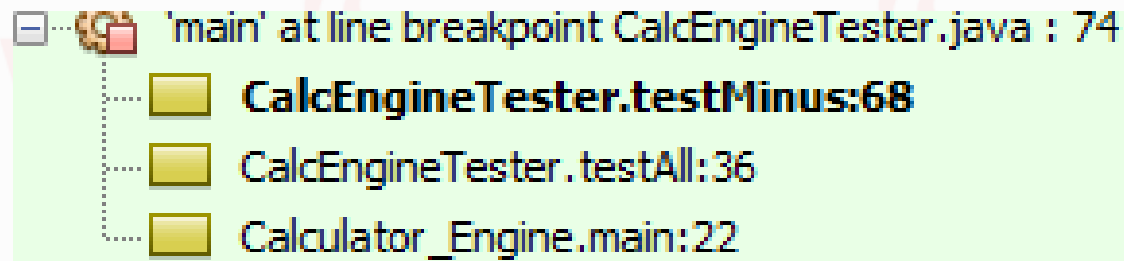 'main' at line breakpoint CalcEngineTester.java : 74
CalcEngineTester.testMinus:68
CalcEngineTester.testAll:36
Calculator_Engine.main:22